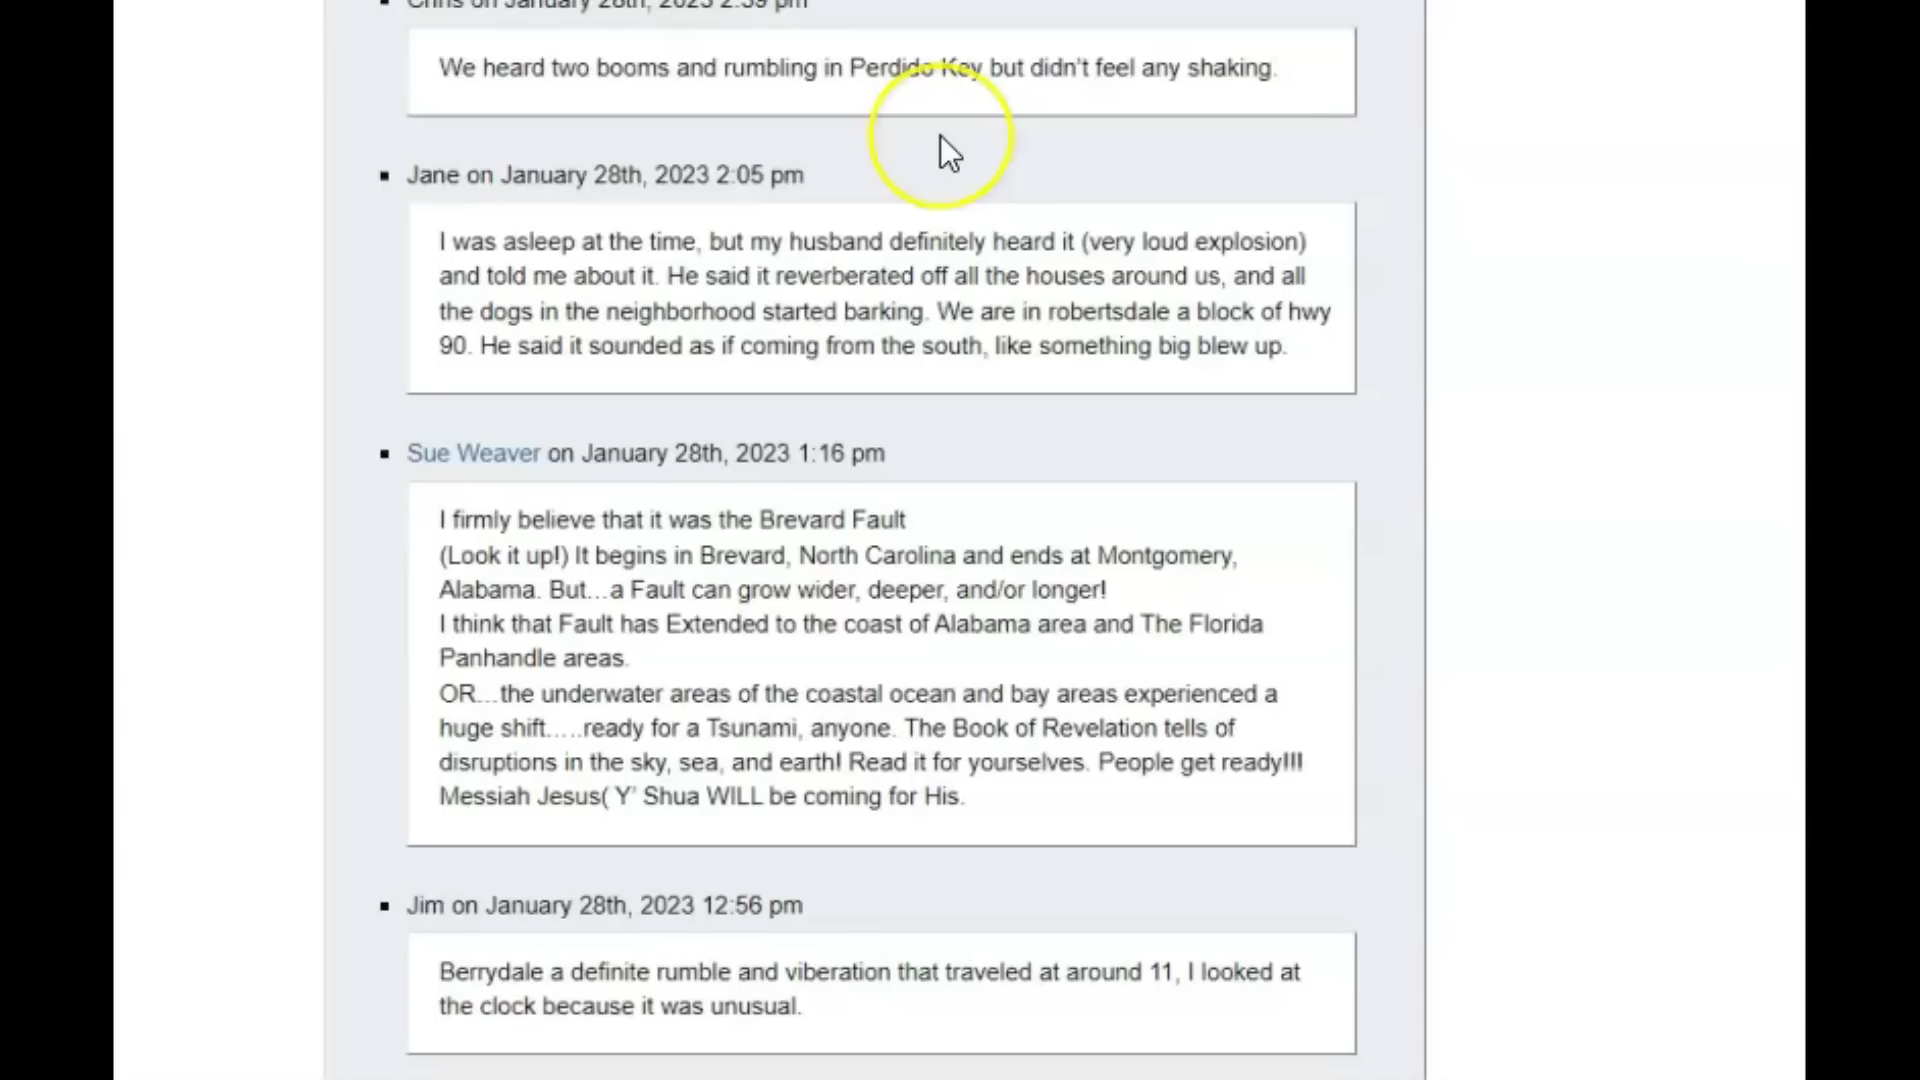 Chris on January 28th, 2023 2:39 pm
We heard two booms and rumbling in Perdido Key but didn't feel any shaking.
Jane on January 28th, 2023 2:05 pm
I was asleep at the time, but my husband definitely heard it (very loud explosion)
and told me about it. He said it reverberated off all the houses around us, and all
the dogs in the neighborhood started barking. We are in robertsdale a block of hwy
90. He said it sounded as if coming from the south, like something big blew up.
Sue Weaver on January 28th, 2023 1:16 pm
I firmly believe that it was the Brevard Fault
(Look it up!) It begins in Brevard, North Carolina and ends at Montgomery,
Alabama. But…a Fault can grow wider, deeper, and/or longer!
I think that Fault has Extended to the coast of Alabama area and The Florida
Panhandle areas.
OR…the underwater areas of the coastal ocean and bay areas experienced a
huge shift…..ready for a Tsunami, anyone. The Book of Revelation tells of
disruptions in the sky, sea, and earth! Read it for yourselves. People get ready!!!
Messiah Jesus( Y' Shua WILL be coming for His.
Jim on January 28th, 2023 12:56 pm
Berrydale a definite rumble and viberation that traveled at around 11, I looked at
the clock because it was unusual.